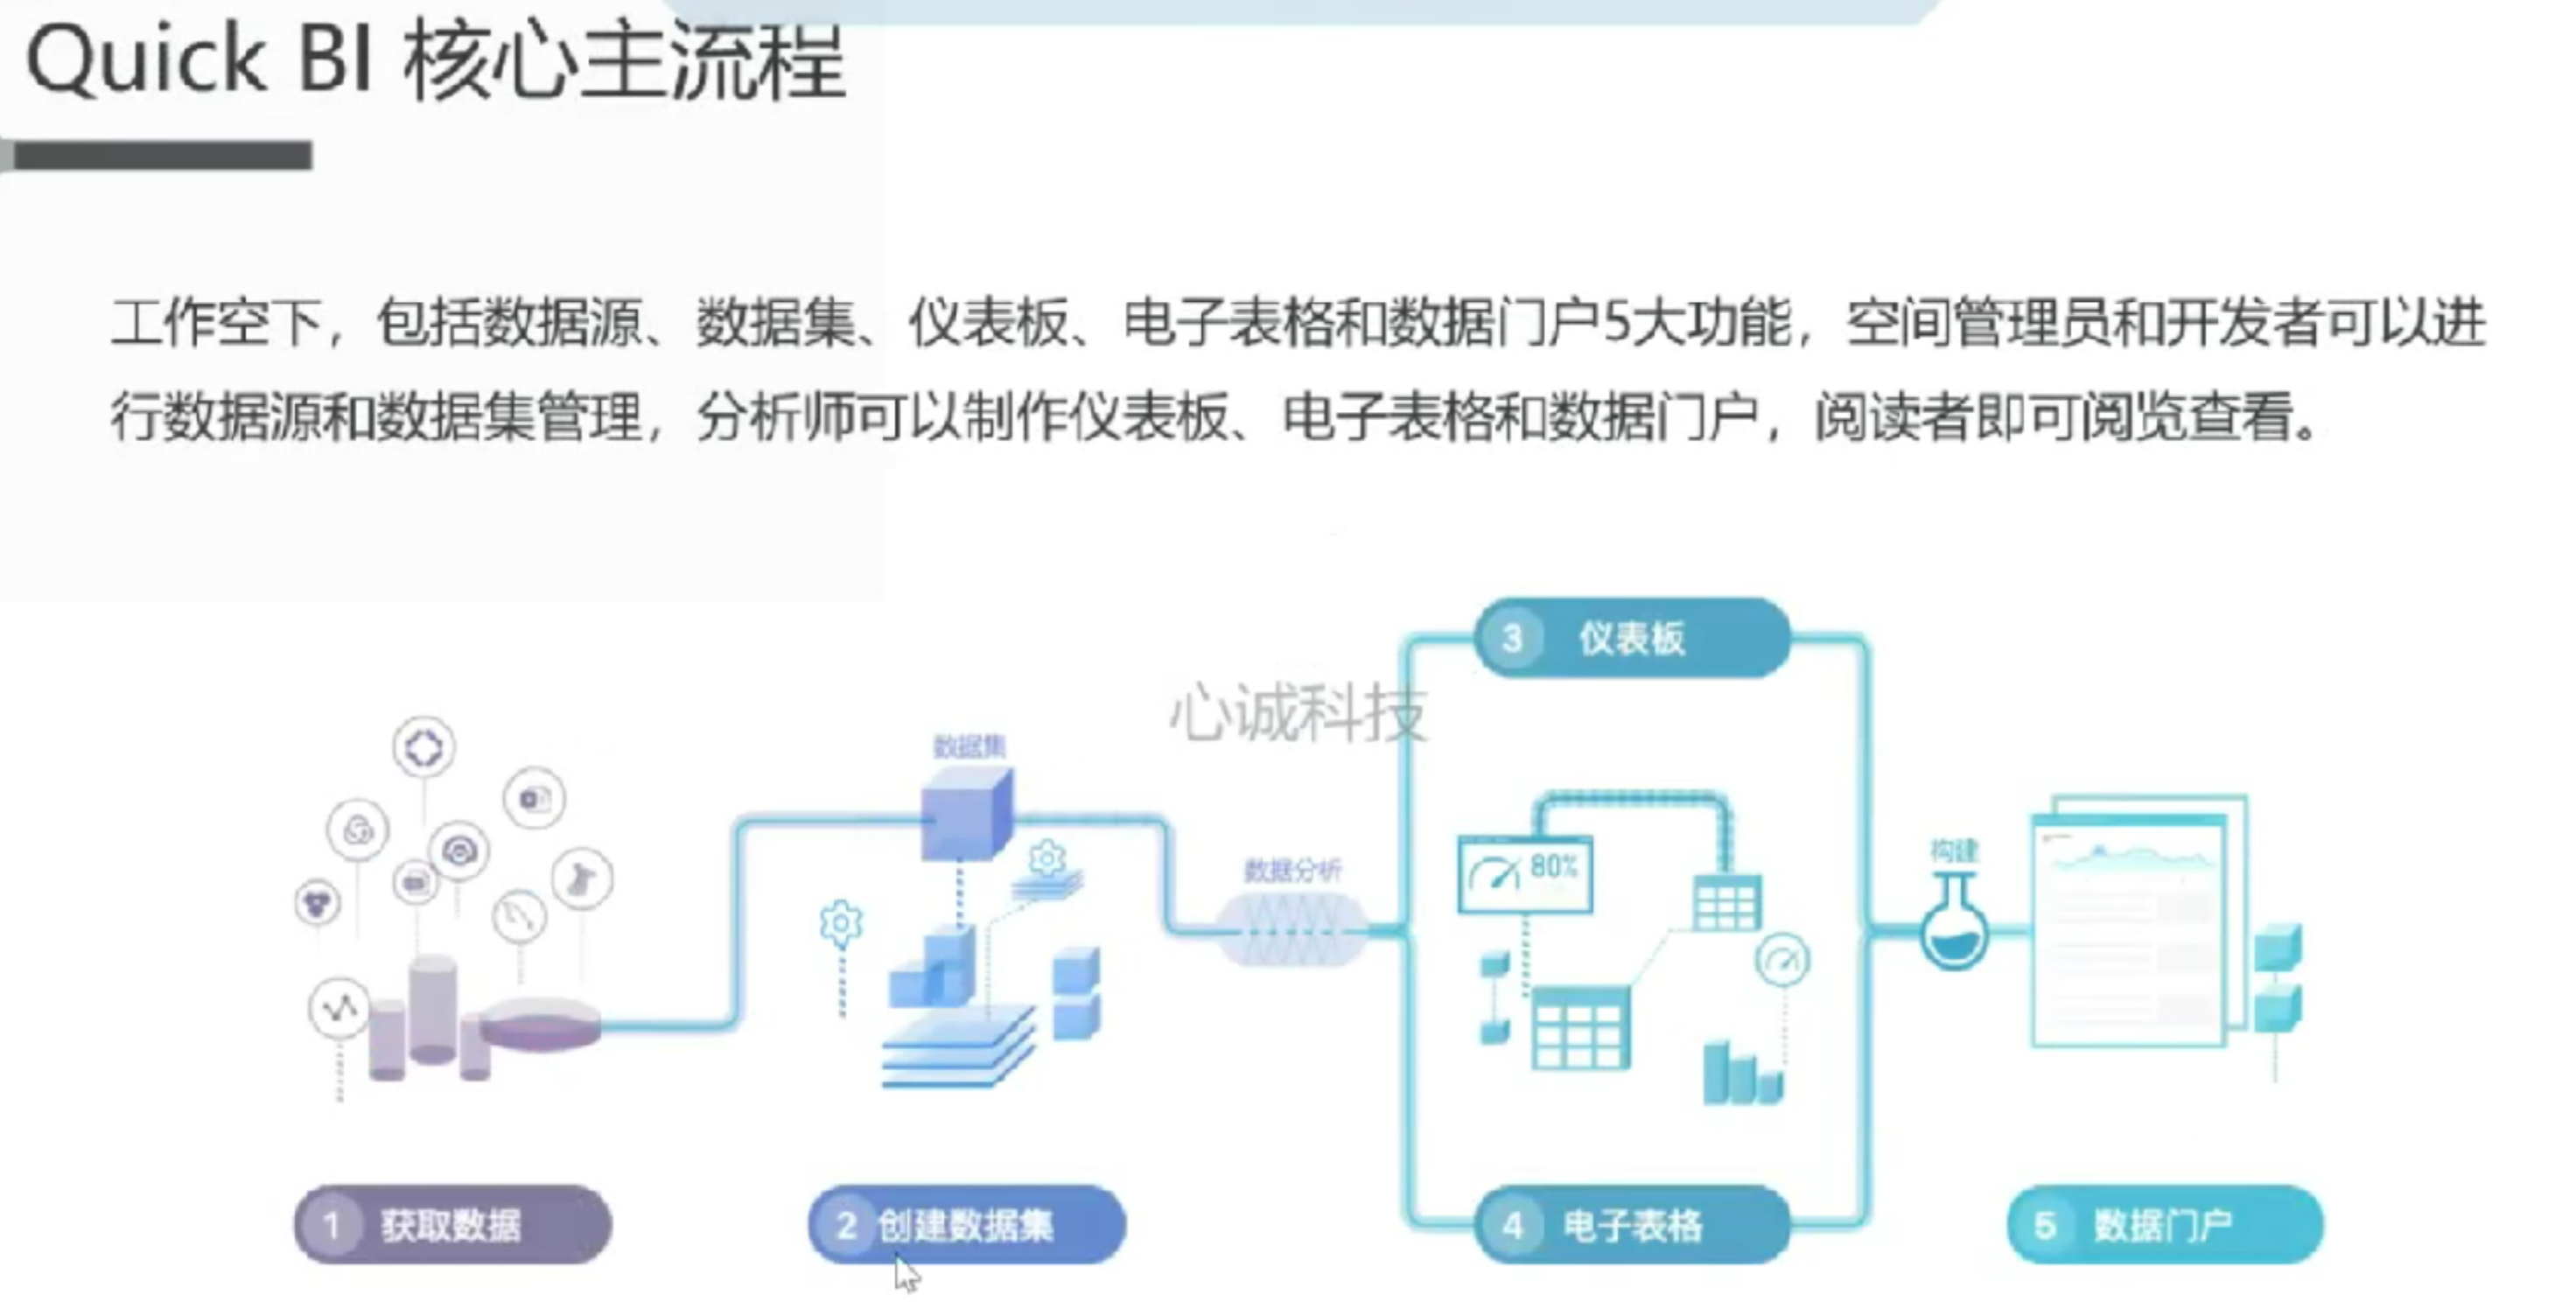 Quick BI 核心主流程
工作空下，包括数据源、数据集、仪表板、电子表格和数据门户5大功能，空间管理员和开发者可以进
行数据源和数据集管理，分析师可以制作仪表板、电子表格和数据门户，阅读者即可阅览查看。
3 仪表板
心诚科技
数据集
数据分析
80%
构建
1 获取数据
2 创建数据集
4 电子表格
5 数据门户